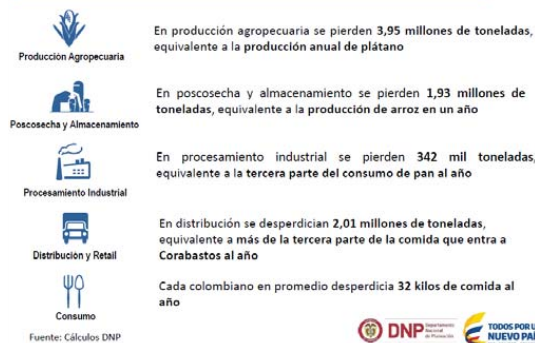 En producción agropecuaria se pierden 3,95 millones de toneladas,
equivalente a la producción anual de plátano
Producción Agropecuaria
En poscosecha y almacenamiento se pierden 1,93 millones de
toneladas, equivalente a la producción de arroz en un año
Poscosecha y Almacenamiento
En procesamiento industrial se pierden 342 mil toneladas,
equivalente a la tercera parte del consumo de pan al año
Procesamiento Industrial
En distribución se desperdician 2,01 millones de toneladas,
equivalente a más de la tercera parte de la comida que entra a
Corabastos al año
Distribución y Retail
Cada colombiano en promedio desperdicia 32 kilos de comida al
año
Consumo
Fuente: Cálculos DNP
DNP Departamento
Nacional
de Planeación
TODOS POR U
NUEVO PAÍ